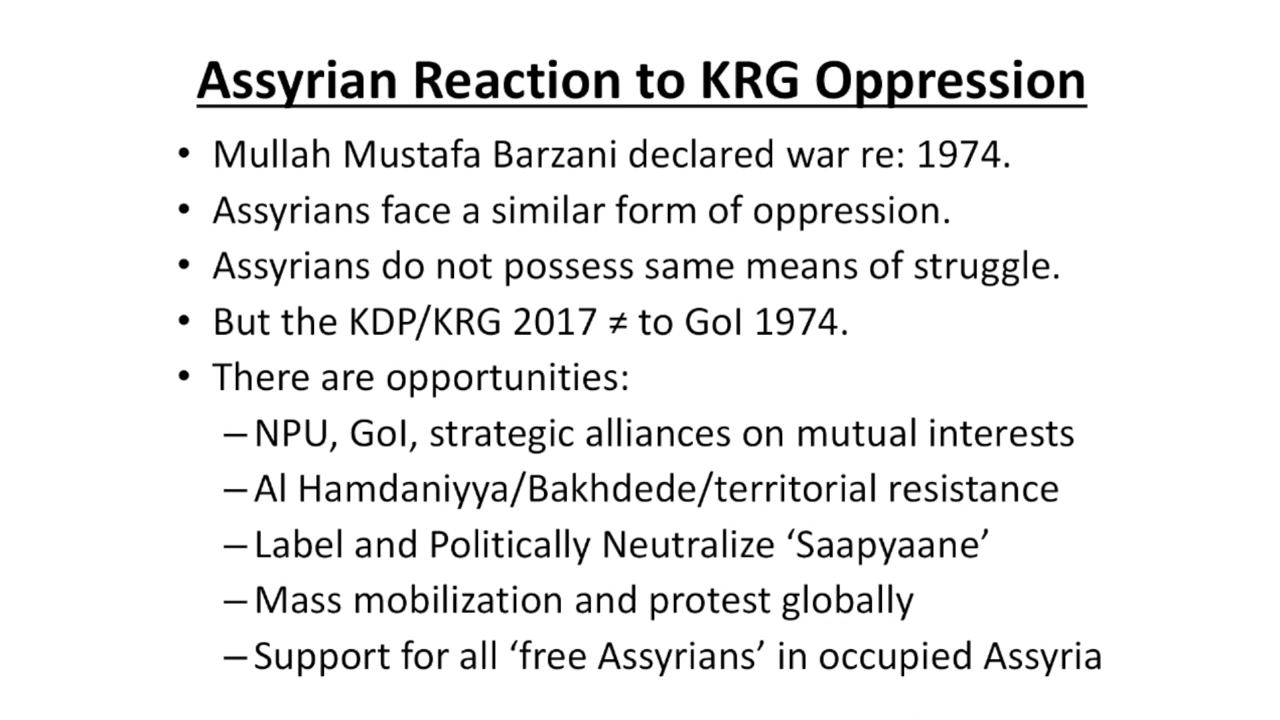 Assyrian Reaction to KRG Oppression
• Mullah Mustafa Barzani declared war re: 1974.
• Assyrians face a similar form of oppression.
• Assyrians do not possess same means of struggle.
• But the KDP/KRG 2017 ≠ to GoI 1974.
• There are opportunities:
– NPU, GoI, strategic alliances on mutual interests
– Al Hamdaniyya/Bakhdede/territorial resistance
– Label and Politically Neutralize ‘Saapyaane’
– Mass mobilization and protest globally
– Support for all ‘free Assyrians’ in occupied Assyria